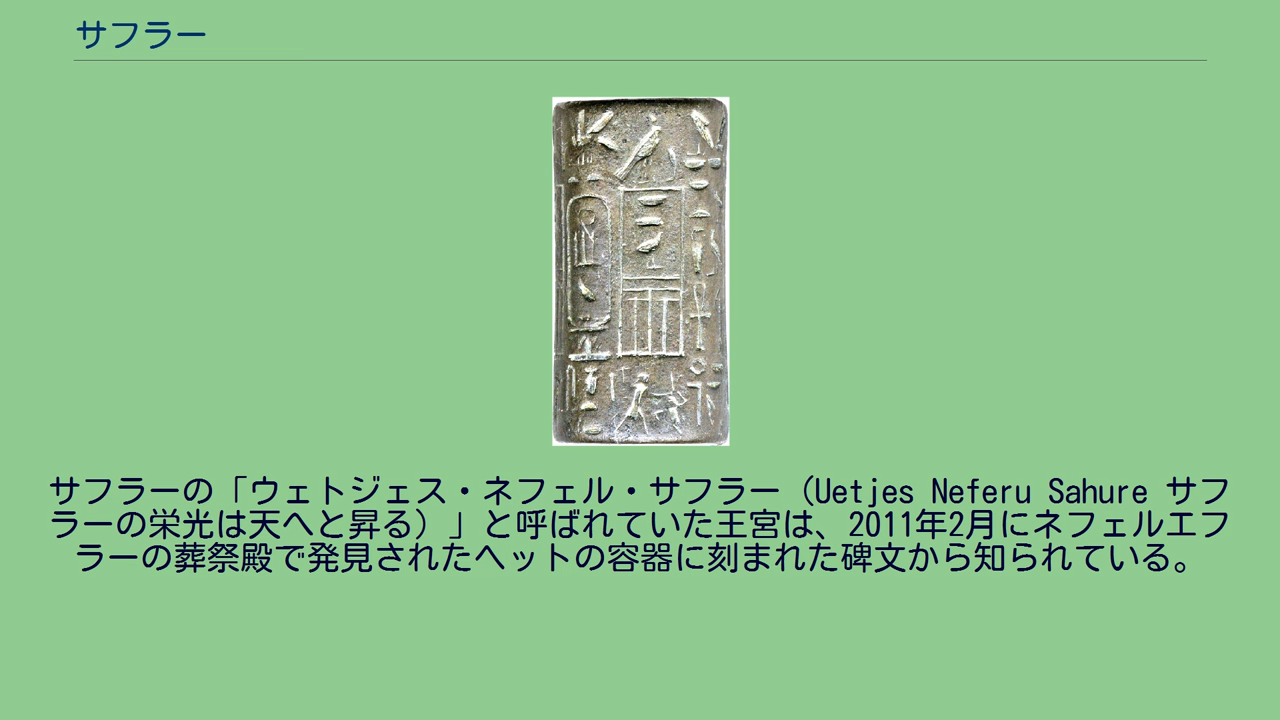 サフラー
サフラーの「ウェトジェス・ネフェル・サフラー（Uetjes Neferu Sahure サフ
ラーの栄光は天へと昇る）」と呼ばれていた王宮は、2011年2月にネフェルエフ
ラーの葬祭殿で発見されたヘットの容器に刻まれた碑文から知られている。